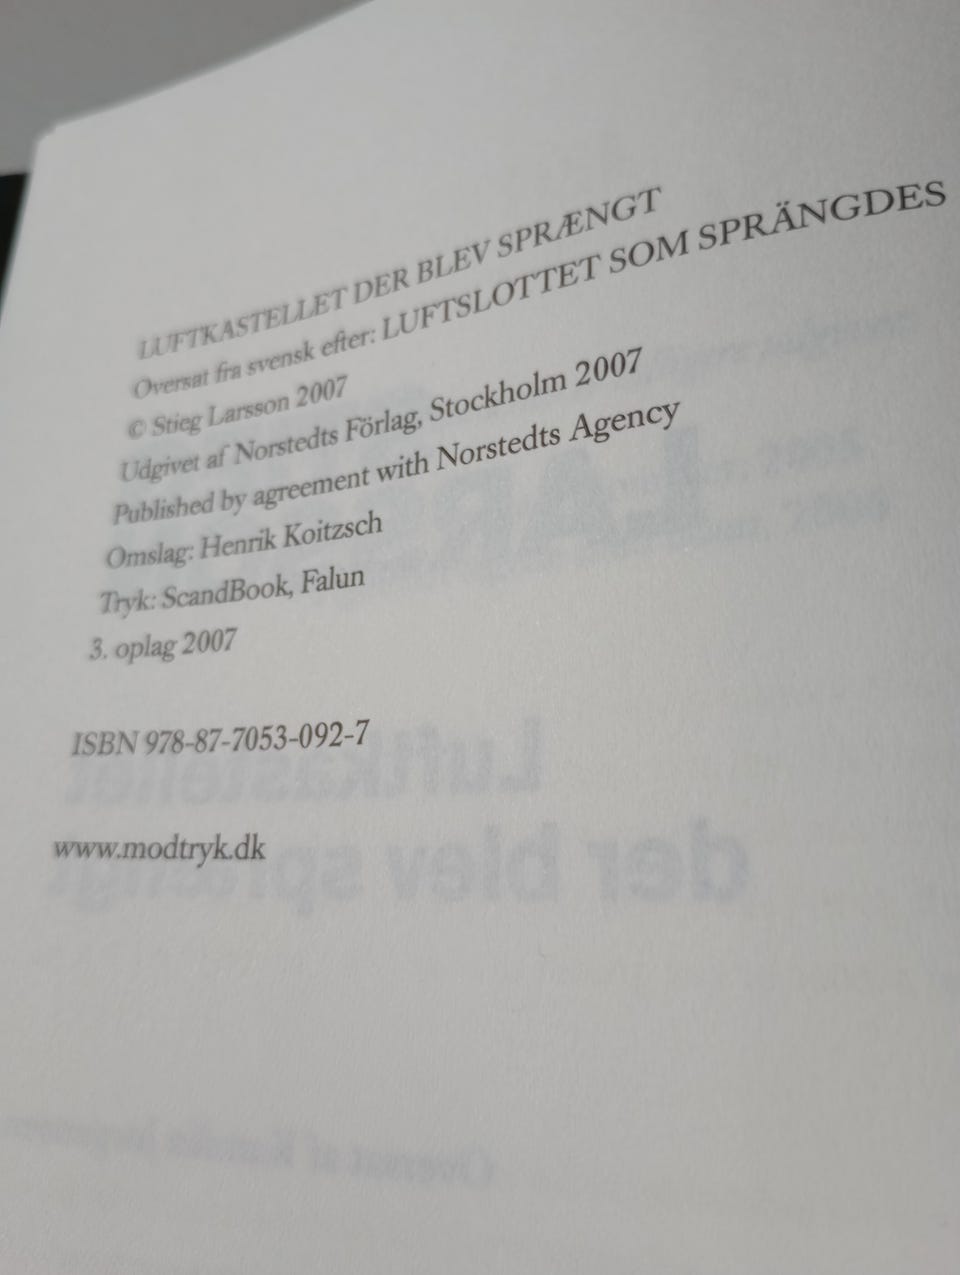 LUFTKASTELLET DER BLEV SPRÆNGT
Oversat fra svensk efter: LUFTSLOTTET SOM SPRÄNGDES
© Stieg Larsson 2007
Udgivet af Norstedts Förlag, Stockholm 2007
Published by agreement with Norstedts Agency
Omslag: Henrik Koitzsch
Tryk: ScandBook, Falun
3. oplag 2007
ISBN 978-87-7053-092-7
www.modtryk.dk